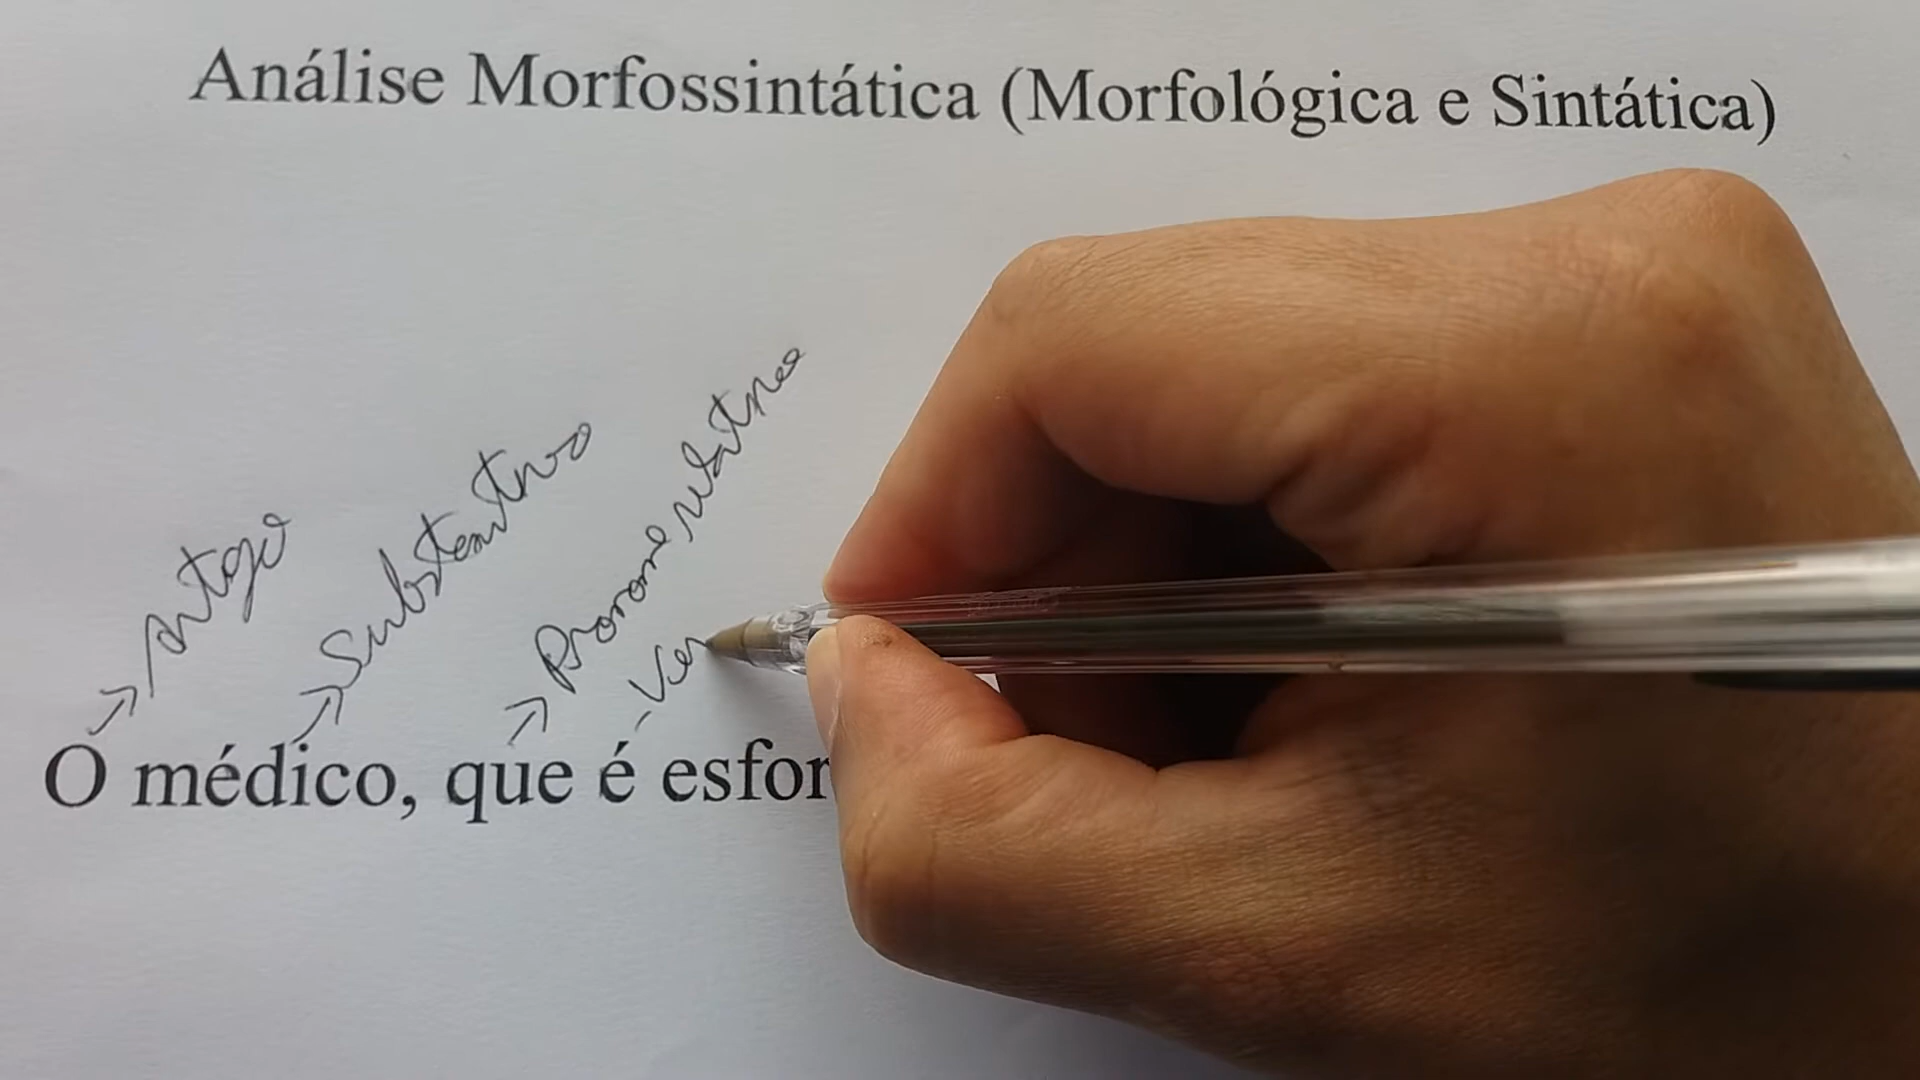 Análise Morfossintática (Morfológica e Sintática)
artigo
Substantivo
Pronome relativo
-Ver
O médico, que é esfor